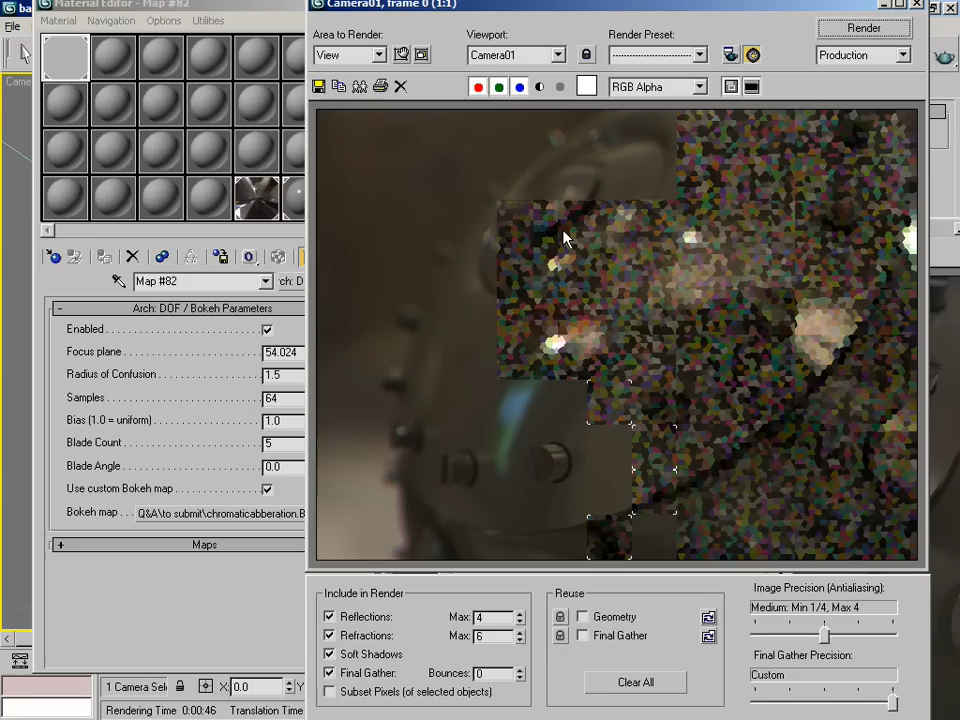 Material Editor - Map #82
Camera01, frame 0 (1:1)
File
Material Navigation Options Utilities
Area to Render:
Viewport:
Render Preset:
Render
View
Camera01
Production
RGB Alpha
Map #82
Arch: DOF / Bokeh Parameters
Enabled
Focus plane 54.024
Radius of Confusion 1.5
Samples 64
Bias (1.0 = uniform) 1.0
Blade Count 5
Blade Angle 0.0
Use custom Bokeh map
Bokeh map Q&A\to submit\chromaticabberation.B
+ Maps
Include in Render
Reflections Max: 4
Refractions Max: 6
Soft Shadows
Final Gather: Bounces: 0
Subset Pixels (of selected objects)
Reuse
Geometry
Final Gather
Clear All
Image Precision (Antialiasing):
Medium: Min 1/4, Max 4
Final Gather Precision:
Custom
1 Camera Sel
X: 0.0
Rendering Time 0:00:46 Translation Time